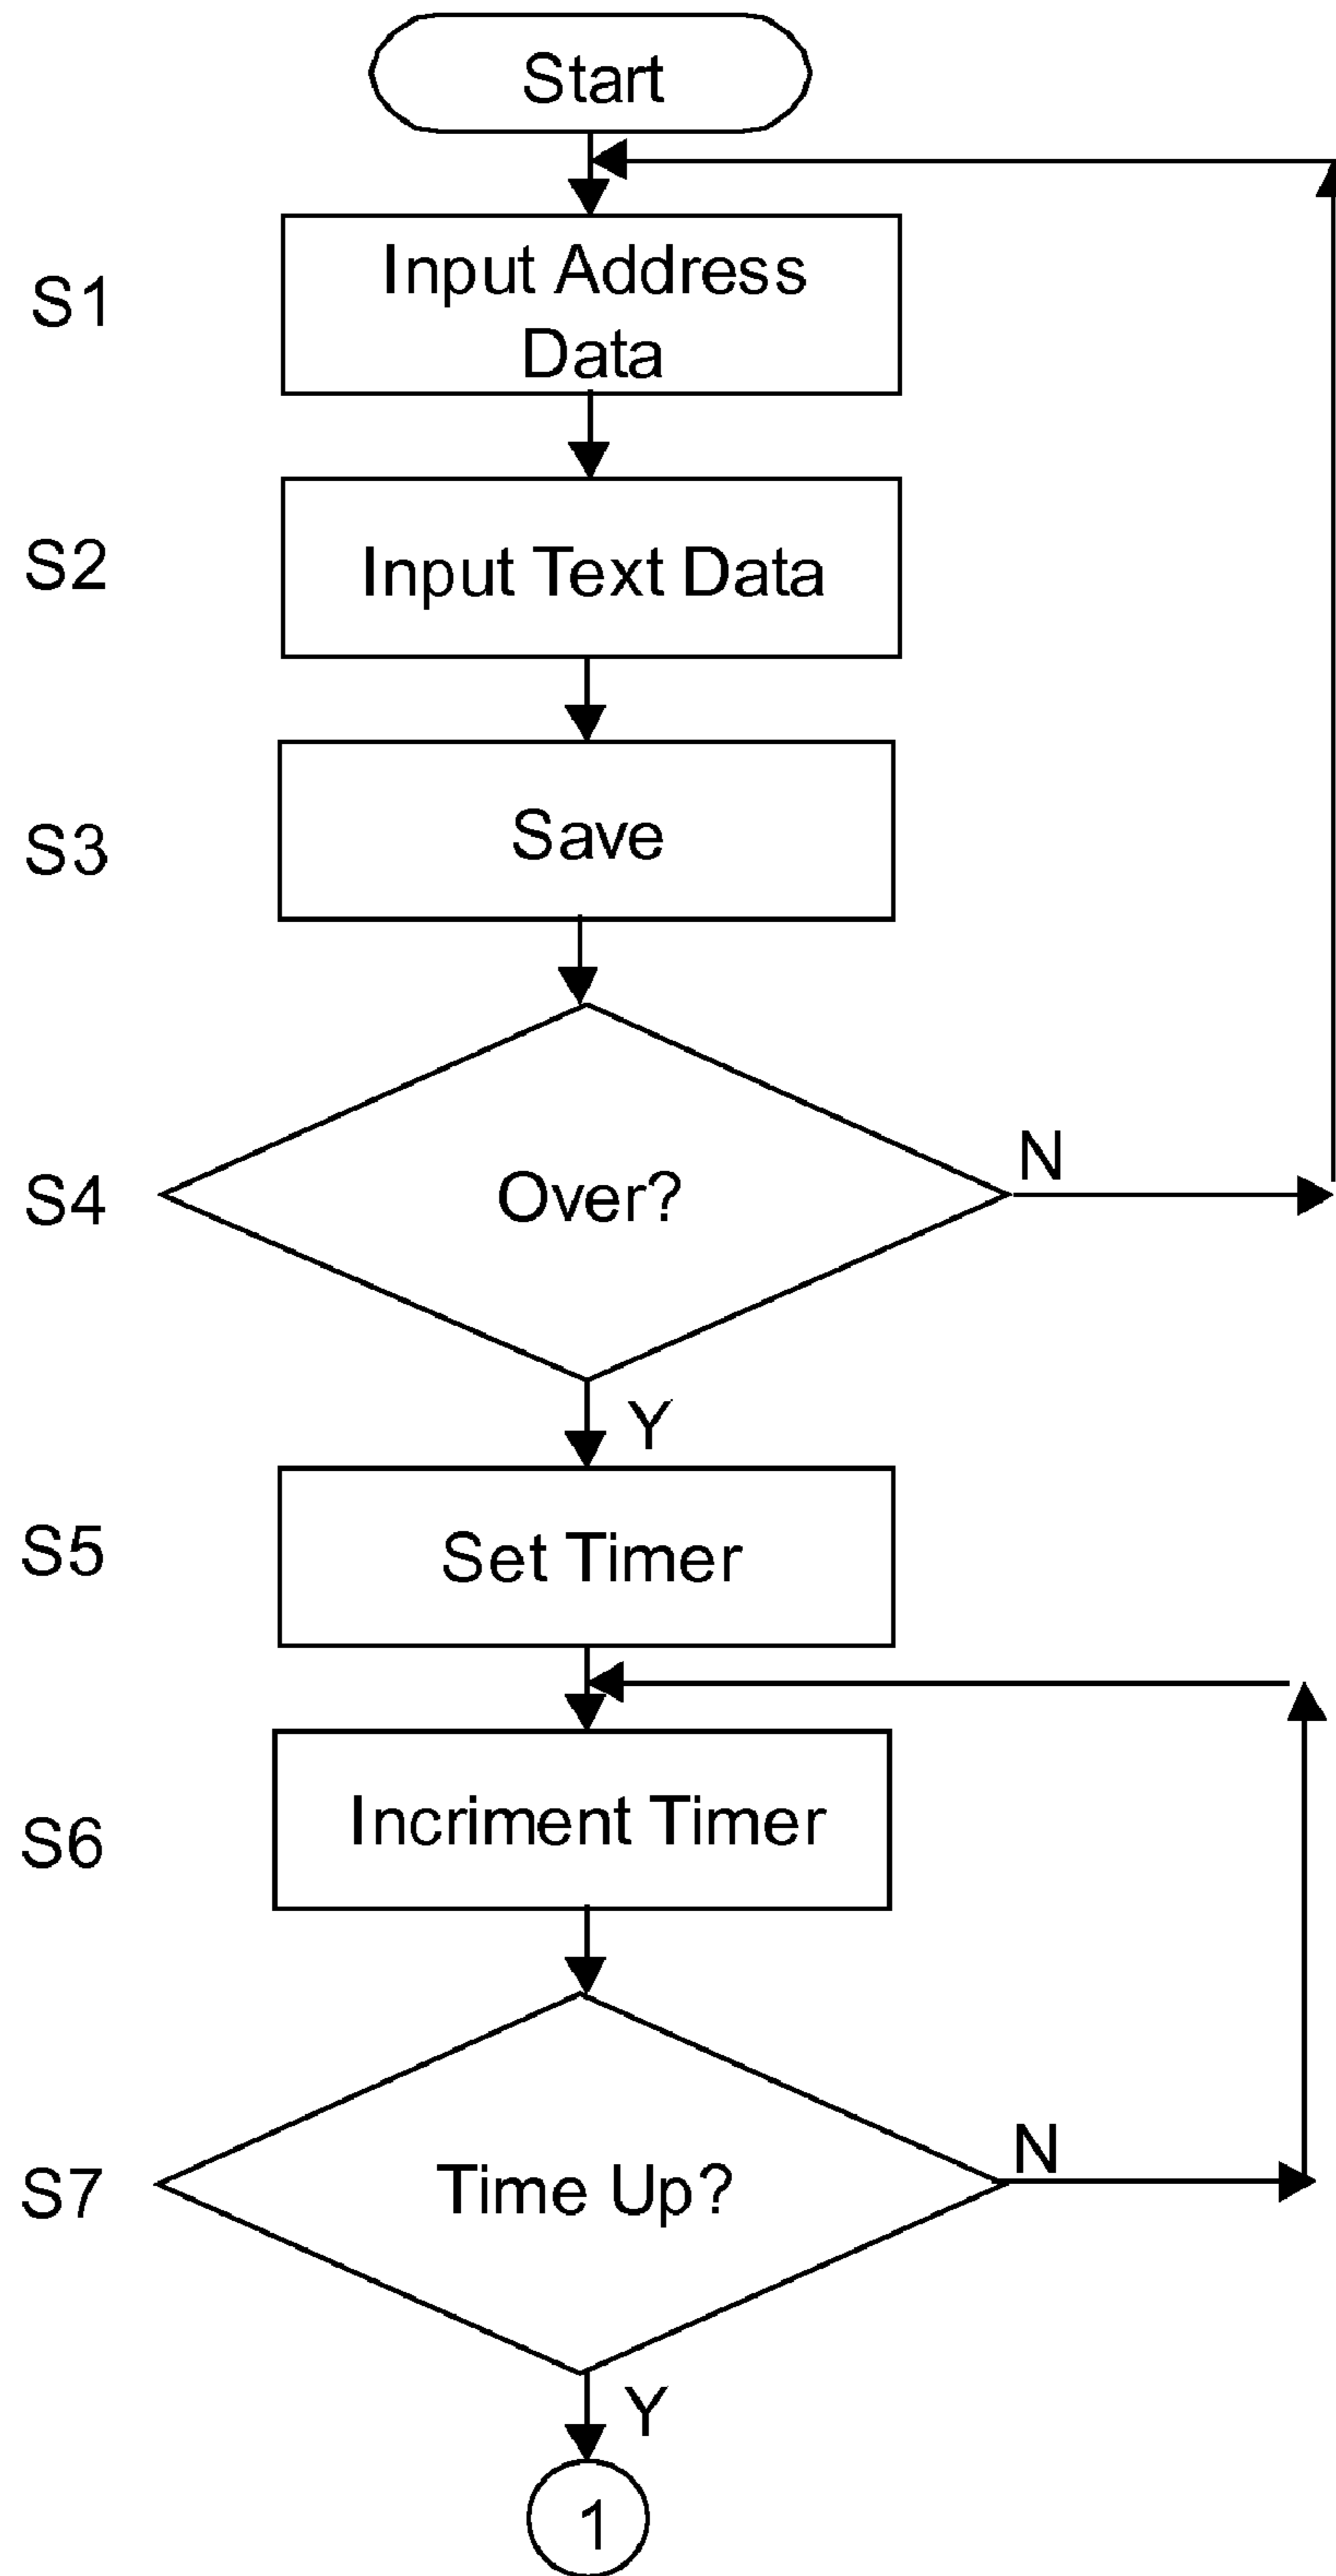 Start
S1
Input Address
Data
S2
Input Text Data
S3
Save
S4
Over?
N
Y
S5
Set Timer
S6
Incriment Timer
S7
Time Up?
N
Y
1